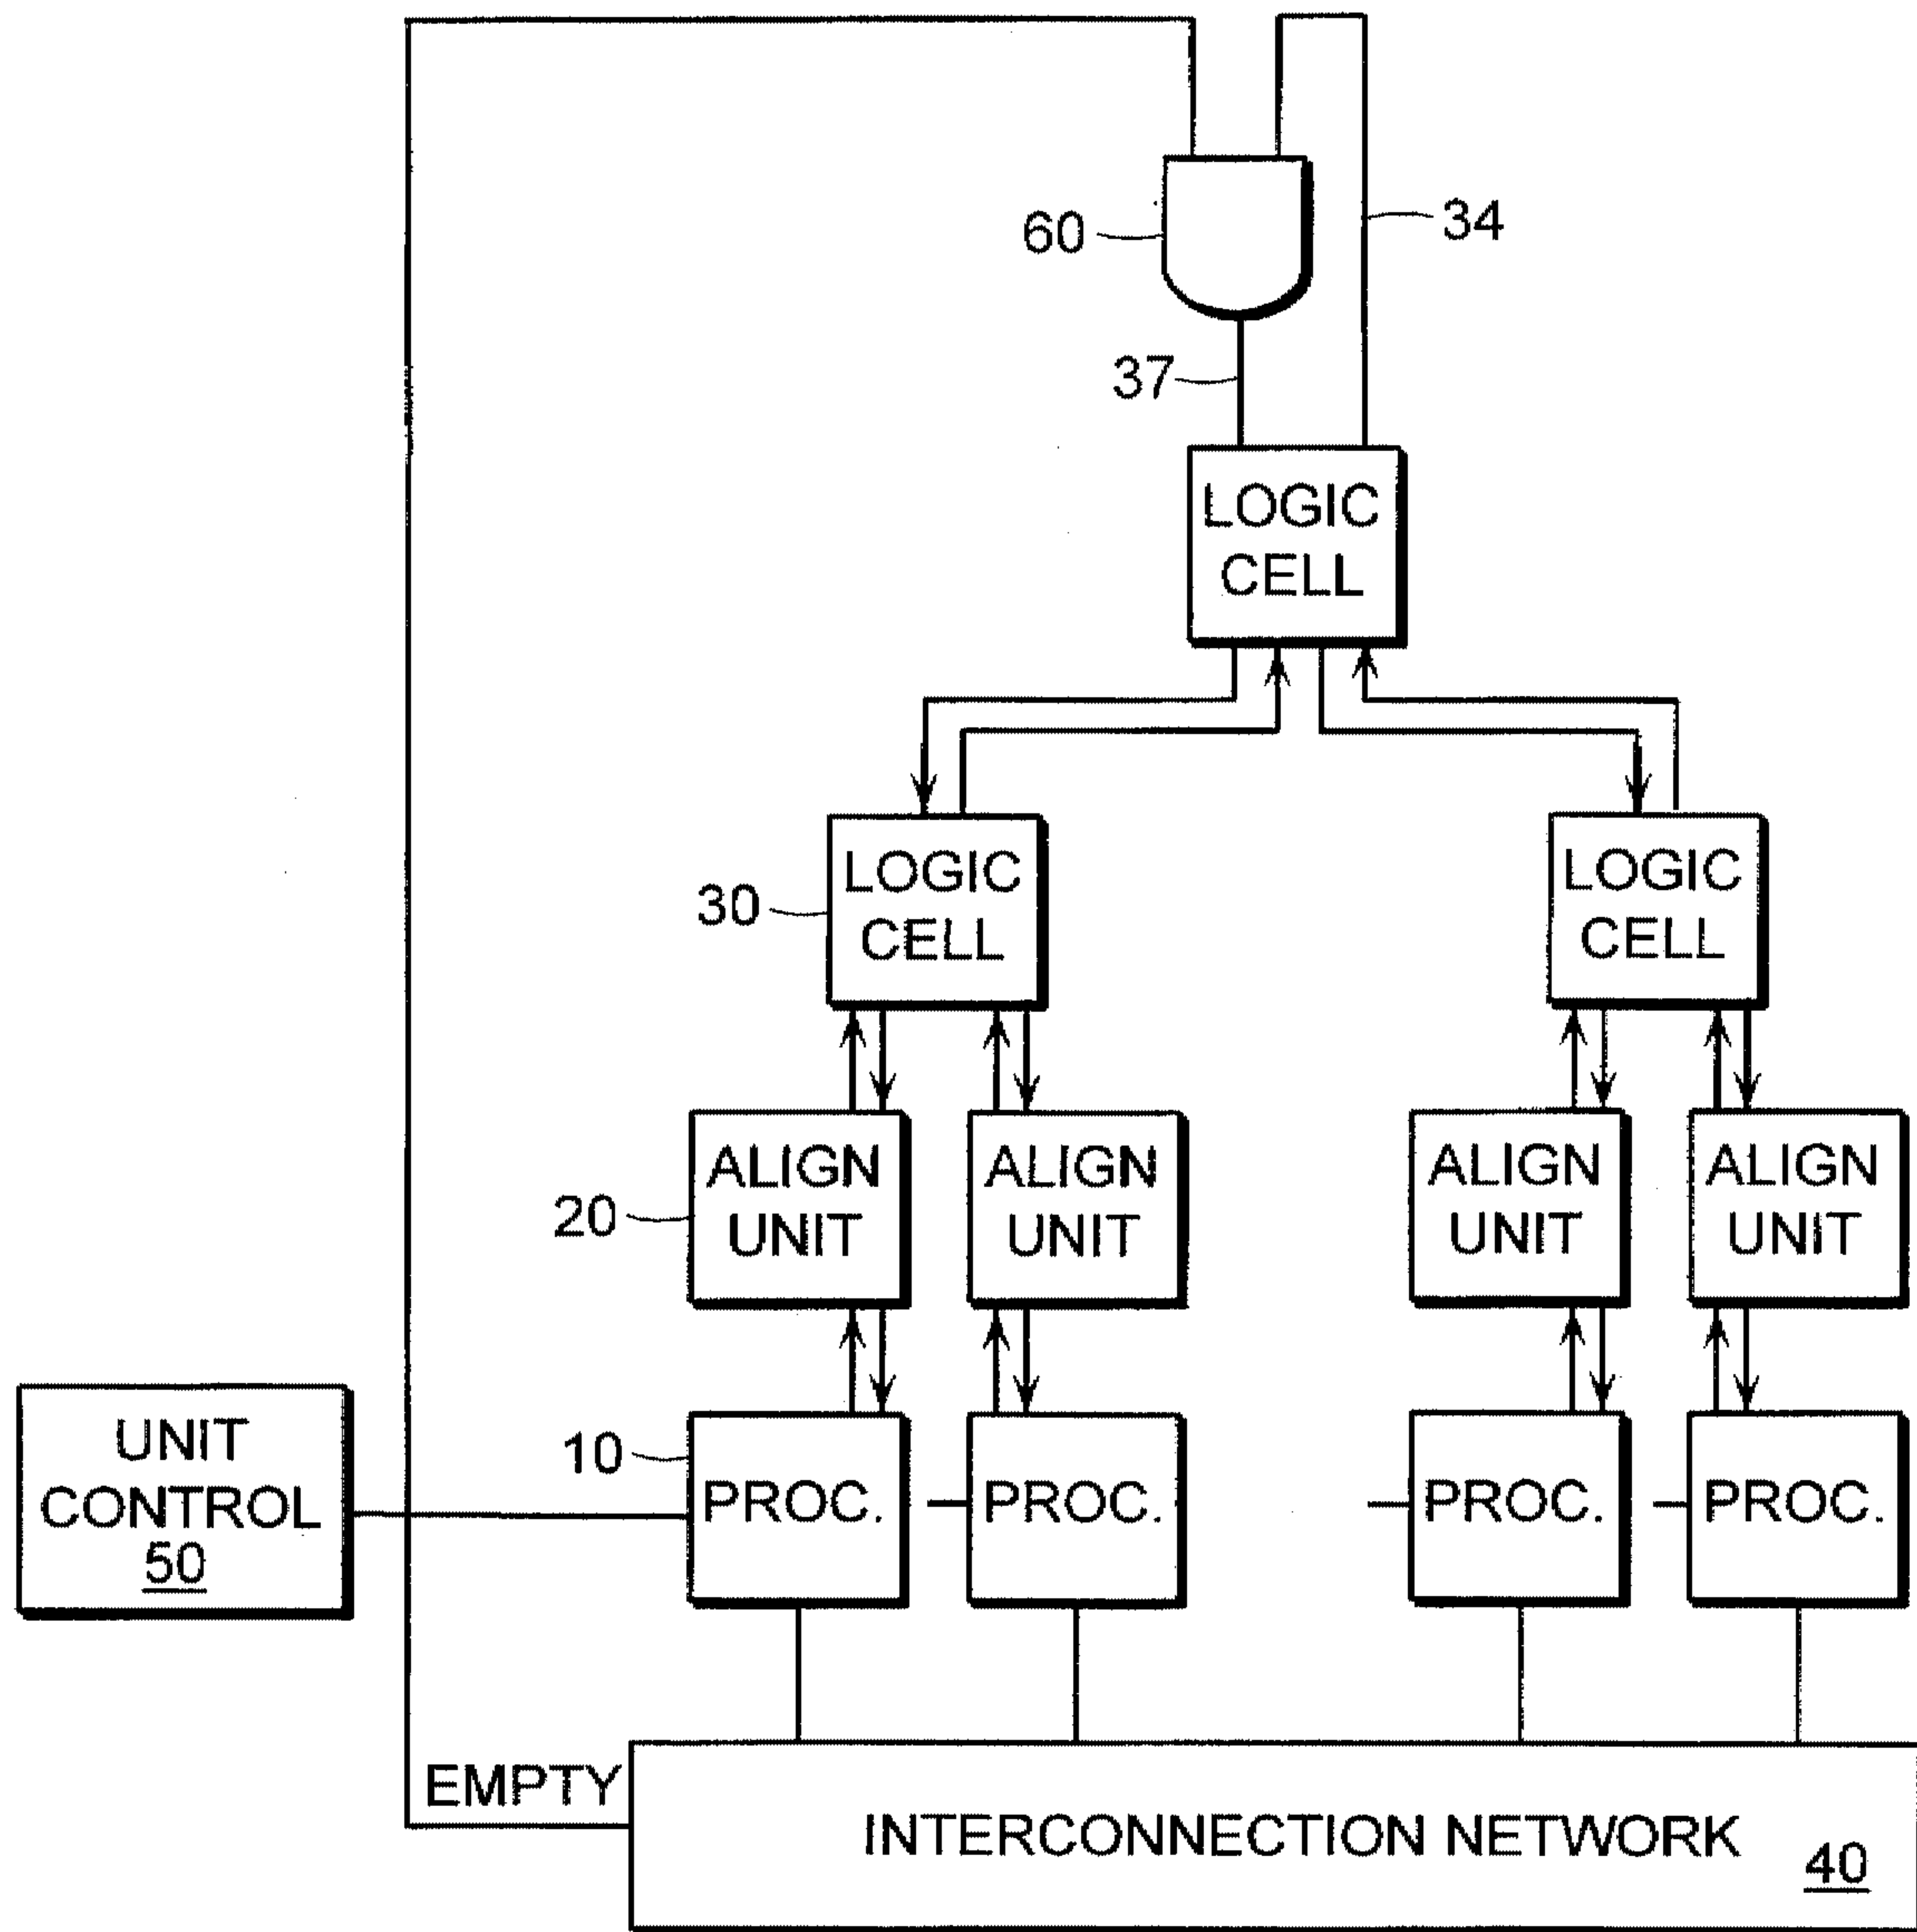 60
34
37
LOGIC
CELL
30
LOGIC
CELL
LOGIC
CELL
20
ALIGN
UNIT
ALIGN
UNIT
ALIGN
UNIT
ALIGN
UNIT
UNIT
CONTROL
50
10
PROC.
PROC.
PROC.
PROC.
EMPTY
INTERCONNECTION NETWORK
40